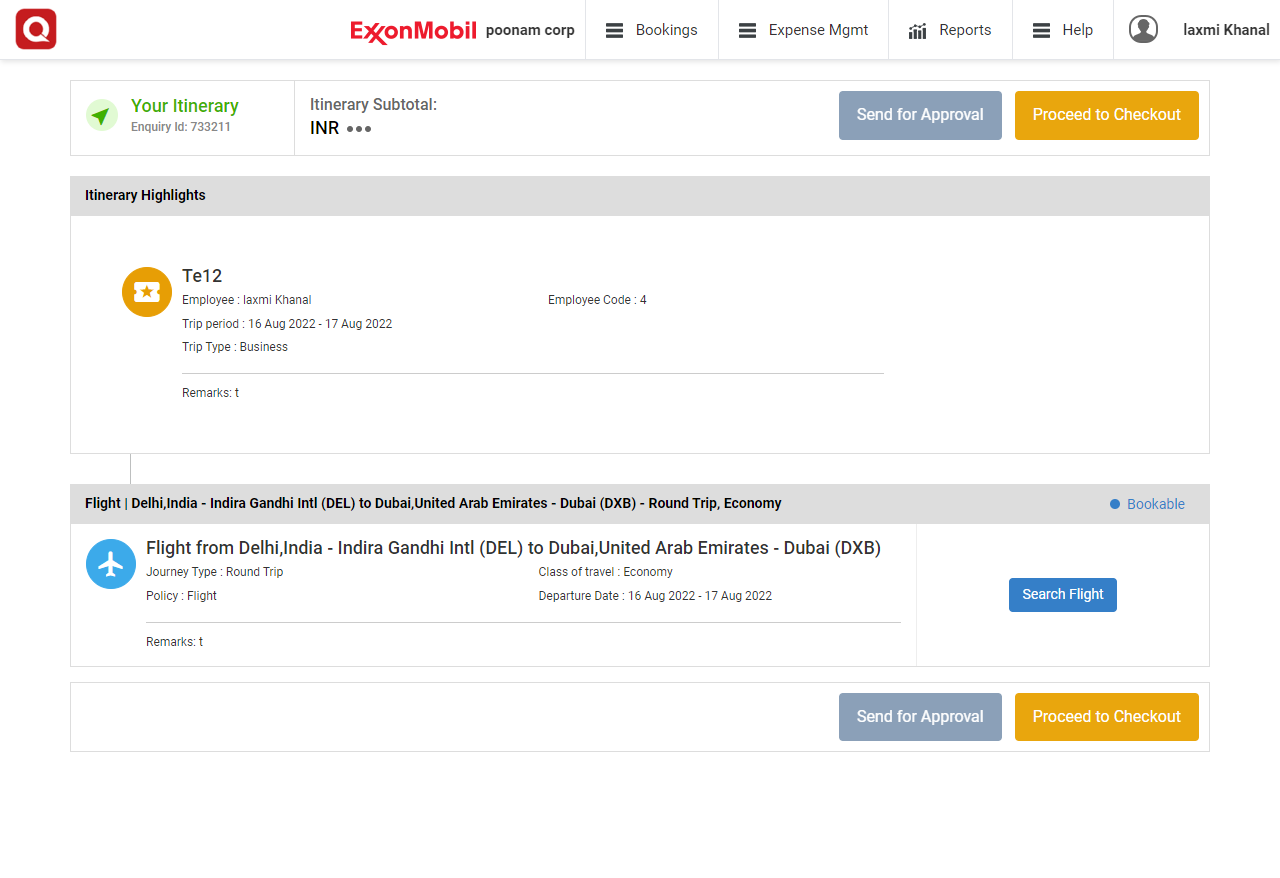 Q ExxonMobil poonam corp Bookings Expense Mgmt Reports Help laxmi Khanal
Your Itinerary
Enquiry Id: 733211
Itinerary Subtotal:
INR
Send for Approval
Proceed to Checkout
Itinerary Highlights
Te12
Employee : laxmi Khanal Employee Code : 4
Trip period : 16 Aug 2022 - 17 Aug 2022
Trip Type : Business
Remarks: t
Flight | Delhi,India - Indira Gandhi Intl (DEL) to Dubai,United Arab Emirates - Dubai (DXB) - Round Trip, Economy Bookable
Flight from Delhi,India - Indira Gandhi Intl (DEL) to Dubai,United Arab Emirates - Dubai (DXB)
Journey Type : Round Trip Class of travel : Economy
Policy : Flight Departure Date : 16 Aug 2022 - 17 Aug 2022
Search Flight
Remarks: t
Send for Approval
Proceed to Checkout